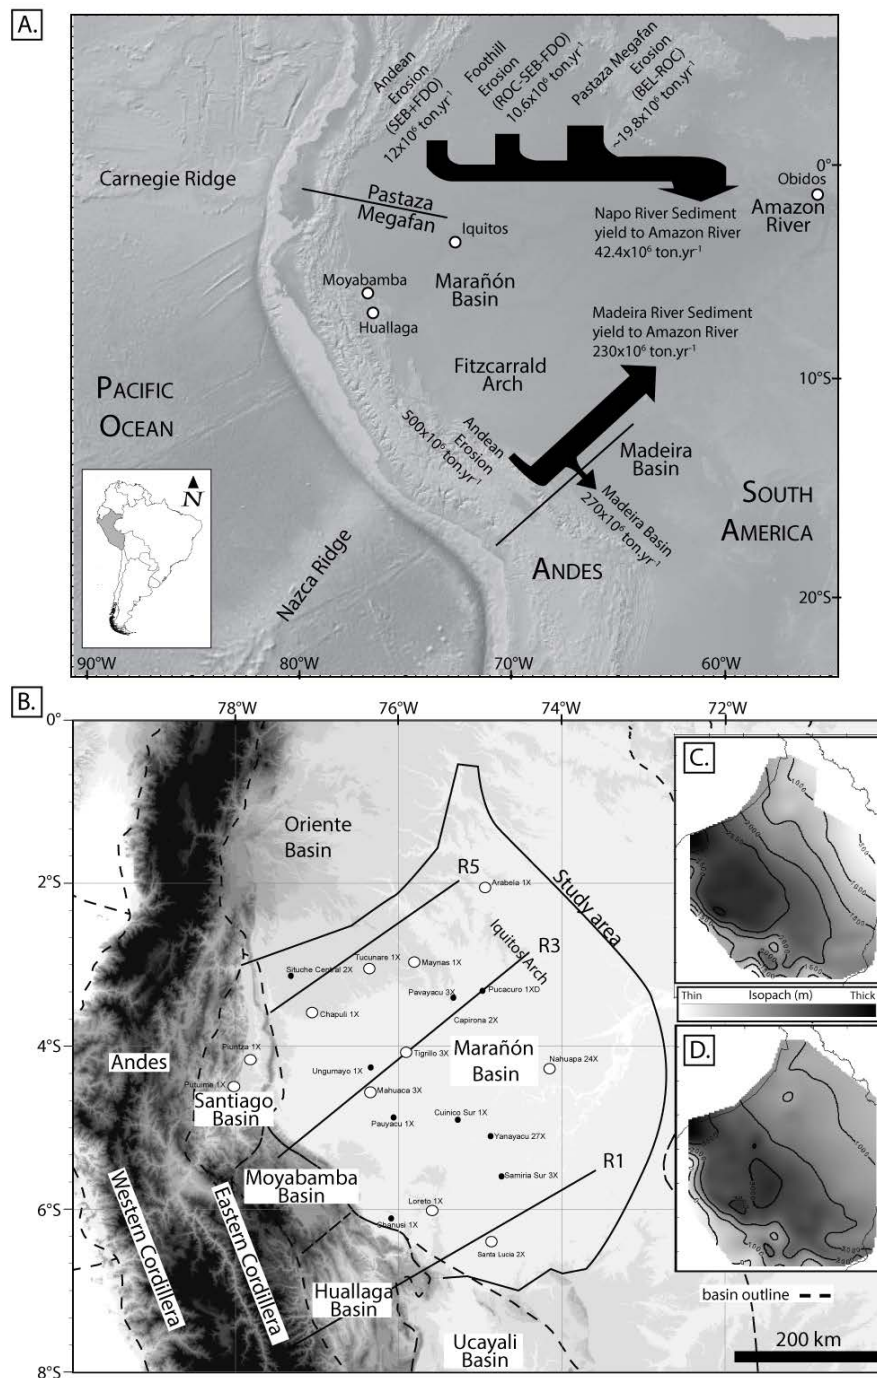 A.
Andean
Erosion
(SEB+FDO)
12x10⁶ ton.yr⁻¹
Foothill
Erosion
(ROC-SEB-FDO)
10.6x10⁶ ton.yr⁻¹
Pastaza Megafan
Erosion
(BEL-ROC)
~19.8x10⁶ ton.yr⁻¹
0°
Carnegie Ridge
Pastaza
Megafan
Obidos
Amazon
River
Iquitos
Napo River Sediment
yield to Amazon River
42.4x10⁶ ton.yr⁻¹
Moyabamba
Marañón
Basin
Huallaga
Madeira River Sediment
yield to Amazon River
230x10⁶ ton.yr⁻¹
Fitzcarrald
Arch
10°S
PACIFIC
OCEAN
Andean
Erosion
500x10⁶ ton.yr⁻¹
Madeira
Basin
Madeira Basin
270x10⁶ ton.yr⁻¹
SOUTH
AMERICA
N
Nazca Ridge
ANDES
20°S
90°W
80°W
70°W
60°W
B.
78°W
76°W
74°W
72°W
0°
C.
Oriente
Basin
R5
2°S
Arabela 1X
Study area
R3
Iquitos Arch
Tucunare 1X
Maynas 1X
Situche Central 2X
Pucacuro 1XD
Pavayacu 3X
Thin
Isopach (m)
Thick
Chapuli 1X
Capirona 2X
D.
4°S
Piuntza 1X
Tigrillo 3X
Marañón
Basin
Nahuapa 24X
Andes
Ungumayo 1X
Putuime 1X
Mahuaca 3X
Santiago
Basin
Cuinico Sur 1X
Pauyacu 1X
Yanayacu 27X
Moyabamba
Basin
Samiria Sur 3X
R1
Loreto 1X
6°S
Shanusi 1X
Santa Lucia 2X
Western Cordillera
Eastern Cordillera
Huallaga
Basin
basin outline
Ucayali
Basin
200 km
8°S